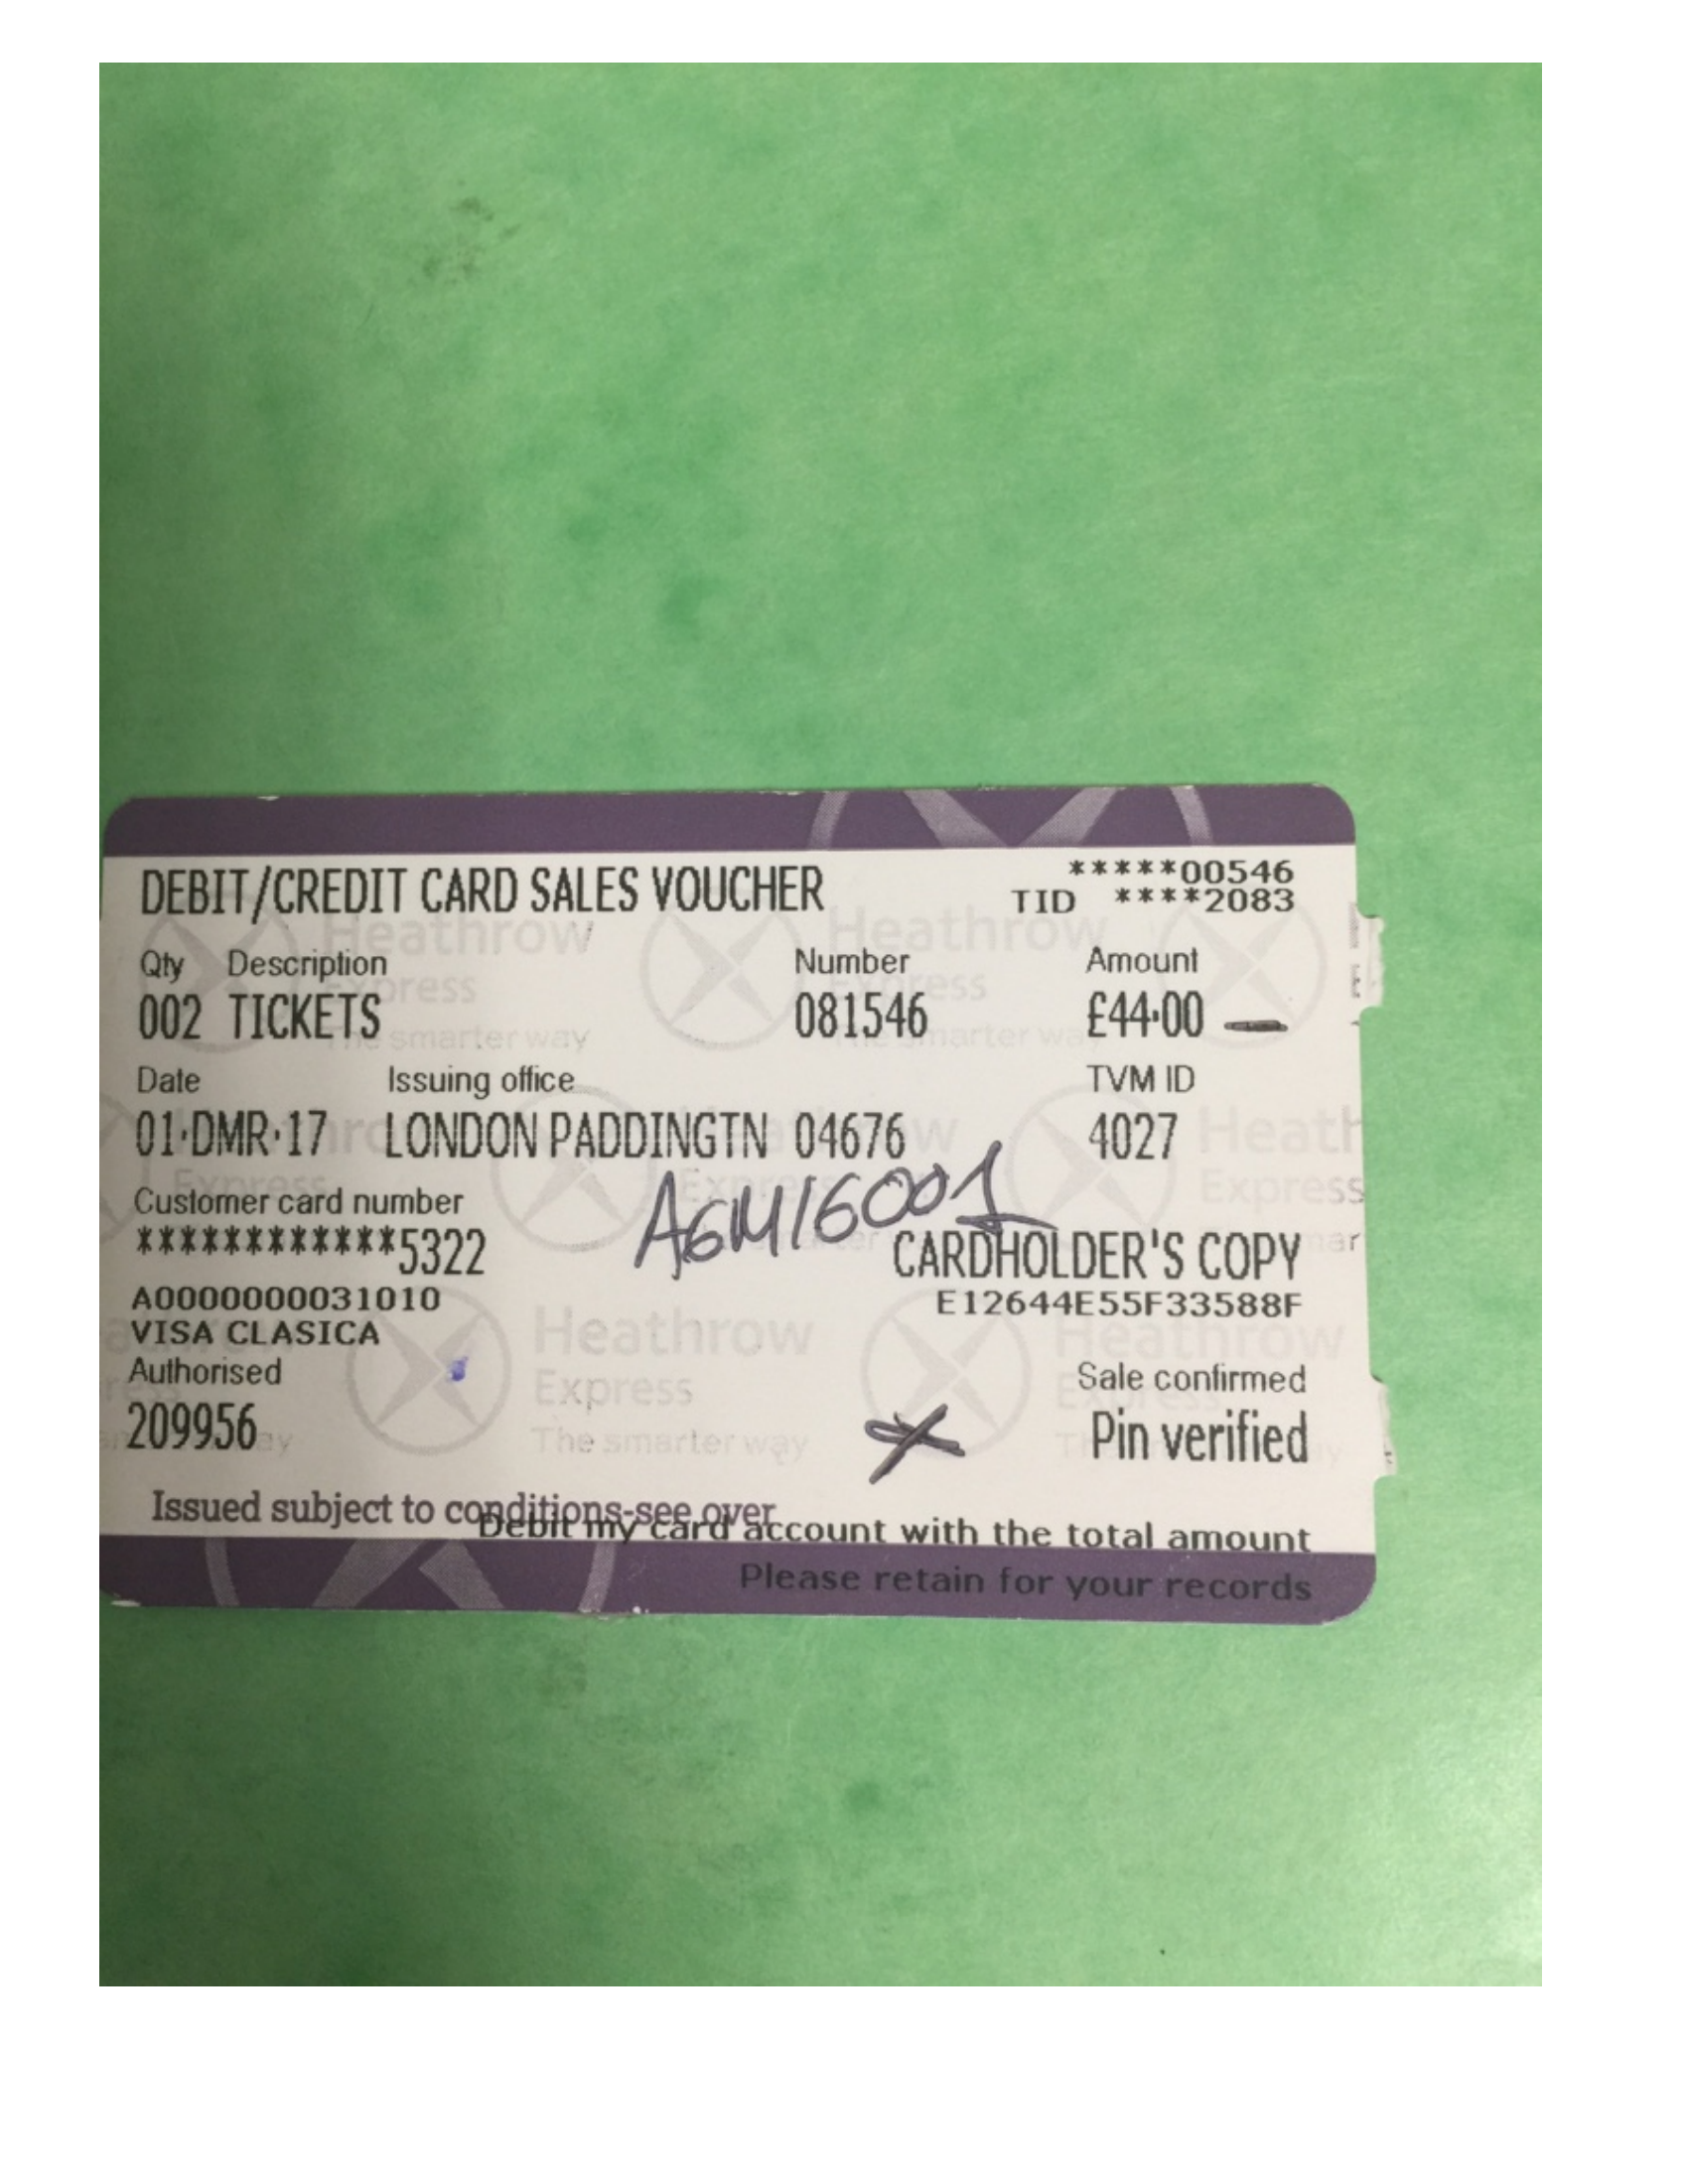 DEBIT/CREDIT CARD SALES VOUCHER
*****00546
TID ****2083
Qty Description Number Amount
002 TICKETS 081546 £44·00
Date Issuing office TVM ID
01·DMR·17 LONDON PADDINGTN 04676 4027
AGM16001
Customer card number
************5322 CARDHOLDER'S COPY
A0000000031010 E12644E55F33588F
VISA CLASICA
Authorised Sale confirmed
209956 Pin verified
Issued subject to conditions-see over
Debit my card account with the total amount
Please retain for your records
Heathrow
Express
The smarter way